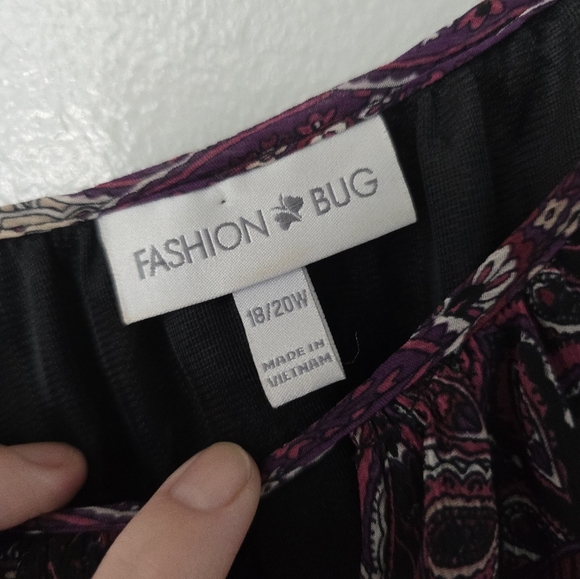 FASHION BUG
18/20W
MADE IN
VIETNAM